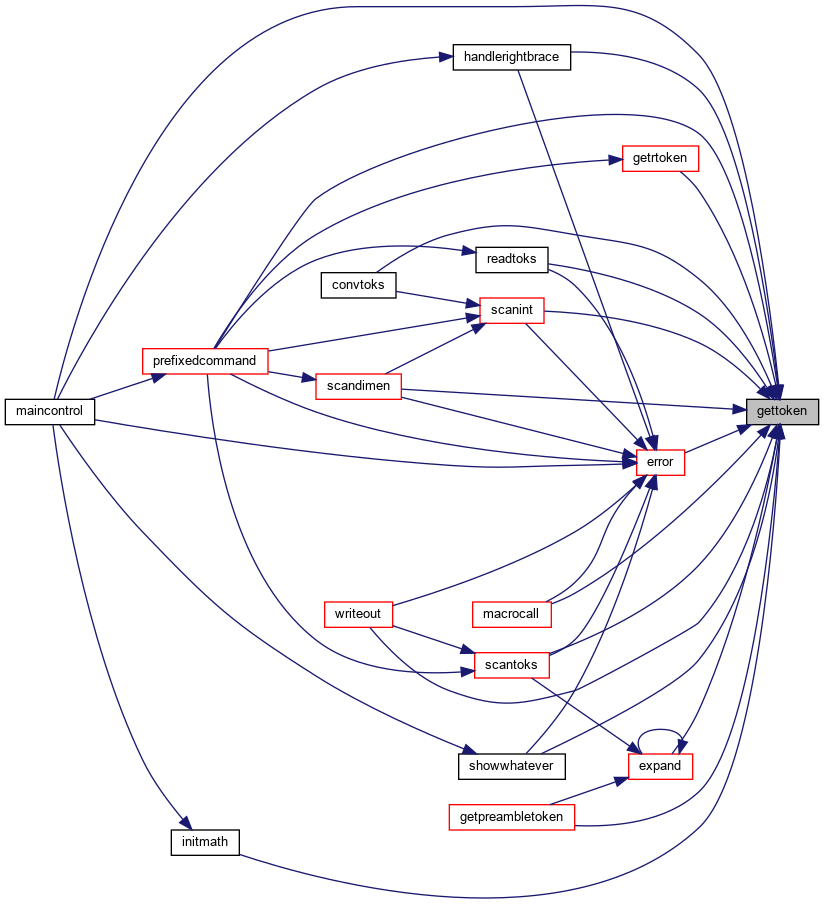 handlerightbrace
getrtoken
readtoks
convtoks
scanint
prefixedcommand
scandimen
maincontrol
gettoken
error
writeout
macrocall
scantoks
showwhatever
expand
getpreambletoken
initmath